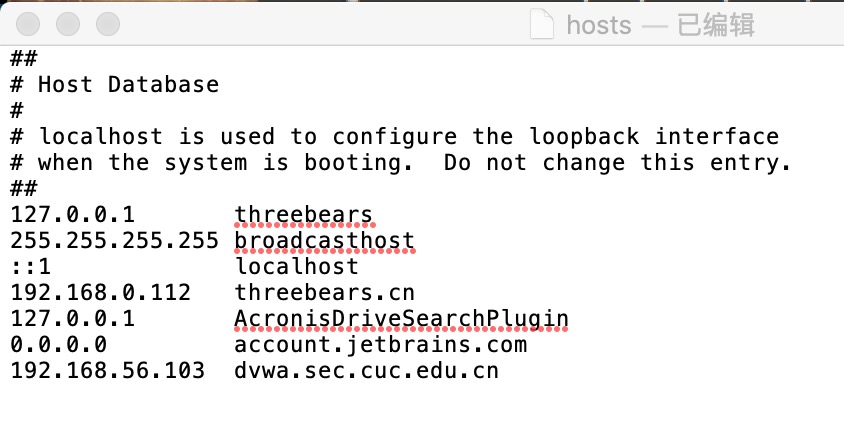 hosts — 已编辑
##
# Host Database
#
# localhost is used to configure the loopback interface
# when the system is booting.  Do not change this entry.
##
127.0.0.1       threebears
255.255.255.255 broadcasthost
::1             localhost
192.168.0.112   threebears.cn
127.0.0.1       AcronisDriveSearchPlugin
0.0.0.0         account.jetbrains.com
192.168.56.103  dvwa.sec.cuc.edu.cn